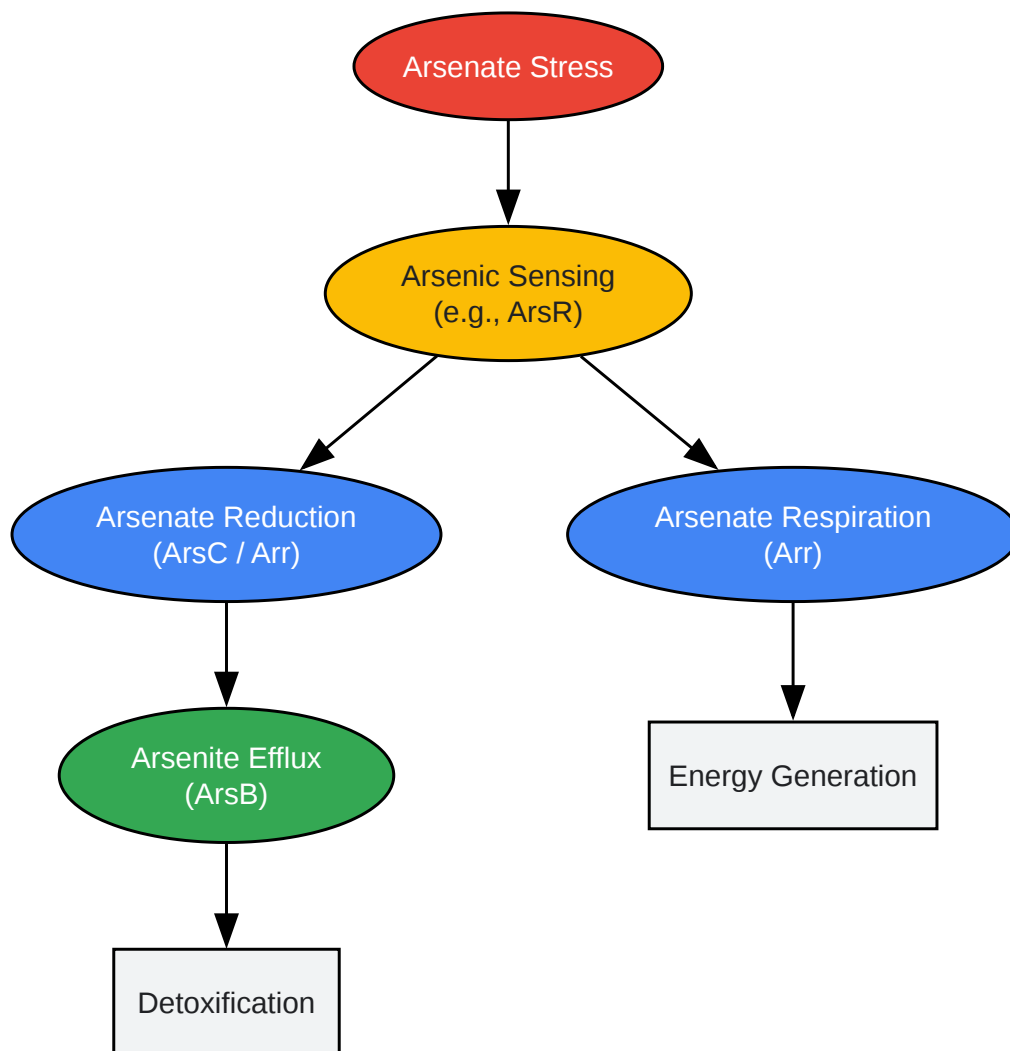 Arsenate Stress
Arsenic Sensing
(e.g., ArsR)
Arsenate Reduction
(ArsC / Arr)
Arsenate Respiration
(Arr)
Arsenite Efflux
(ArsB)
Energy Generation
Detoxification